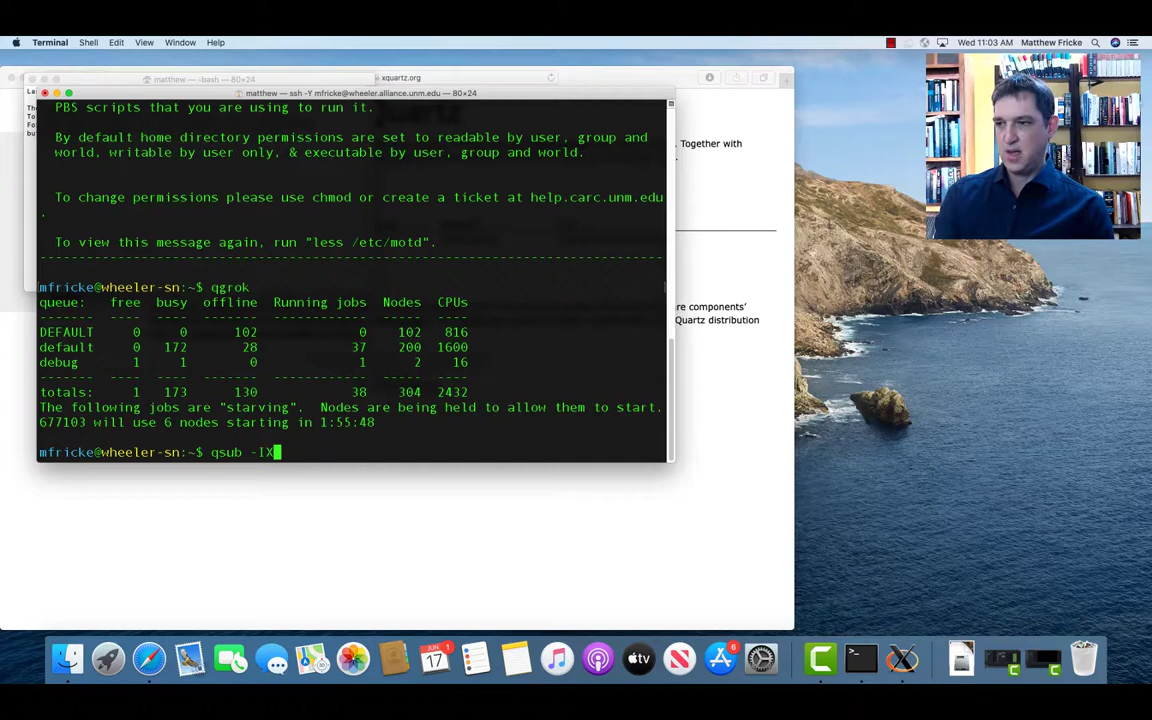 Terminal Shell Edit View Window Help
Wed 11:03 AM Matthew Fricke
matthew — -bash — 80×24
xquartz.org
matthew — ssh -Y mfricke@wheeler.alliance.unm.edu — 80×24
PBS scripts that you are using to run it.
By default home directory permissions are set to readable by user, group and
world, writable by user only, & executable by user, group and world.
To change permissions please use chmod or create a ticket at help.carc.unm.edu
.
To view this message again, run "less /etc/motd".
-------------------------------------------------------------------------------
mfricke@wheeler-sn:~$ qgrok
queue: free busy offline Running jobs Nodes CPUs
------- ---- ---- ------- ------------ ----- ----
DEFAULT 0 0 102 0 102 816
default 0 172 28 37 200 1600
debug 1 1 0 1 2 16
------- ---- ---- ------- ------------ ----- ----
totals: 1 173 130 38 304 2432
The following jobs are "starving". Nodes are being held to allow them to start.
677103 will use 6 nodes starting in 1:55:48
mfricke@wheeler-sn:~$ qsub -IX
. Together with
are components’
Quartz distribution
JUN
17
1
6
tv